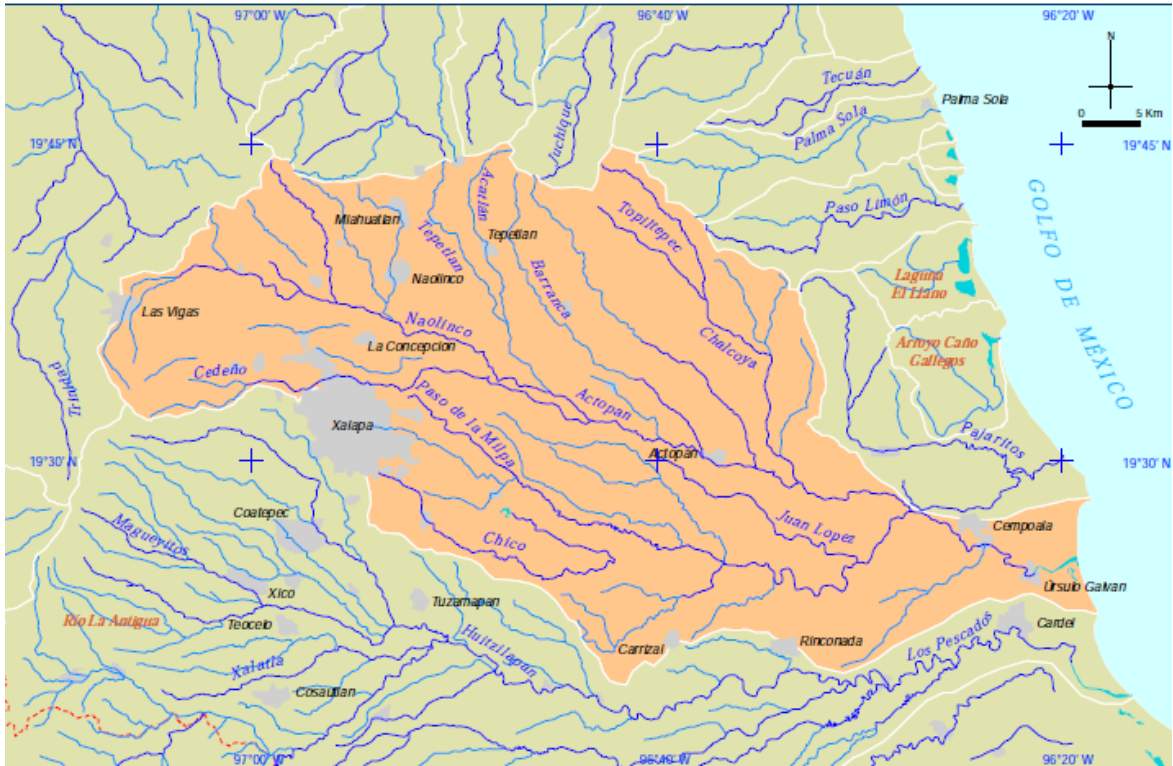 97°00' W
96°40' W
96°20' W
N
0
5 Km
Tecuán
Palma Sola
Palma Sola
Juchique
19°45' N
19°45' N
Acatlan
Miahuatlan
Tepetlan
Tepetlan
Topiltepec
Paso Limón
GOLFO DE MÉXICO
Barranca
Laguna
El Llano
Naolinco
Las Vigas
Naolinco
La Concepcion
Chalcoya
Arroyo Caño
Gallegos
Trinidad
Cedeño
Paso de la Milpa
Actopan
Xalapa
Pajaritos
19°30' N
Actopan
19°30' N
Coatepec
Magueyitos
Chico
Juan Lopez
Cempoala
Xico
Úrsulo Galvan
Tuzamapan
Río La Antigua
Teocelo
Huitzilapan
Los Pescados
Cardel
Carrizal
Rinconada
Xalatla
Cosautlan
97°00' W
96°40' W
96°20' W